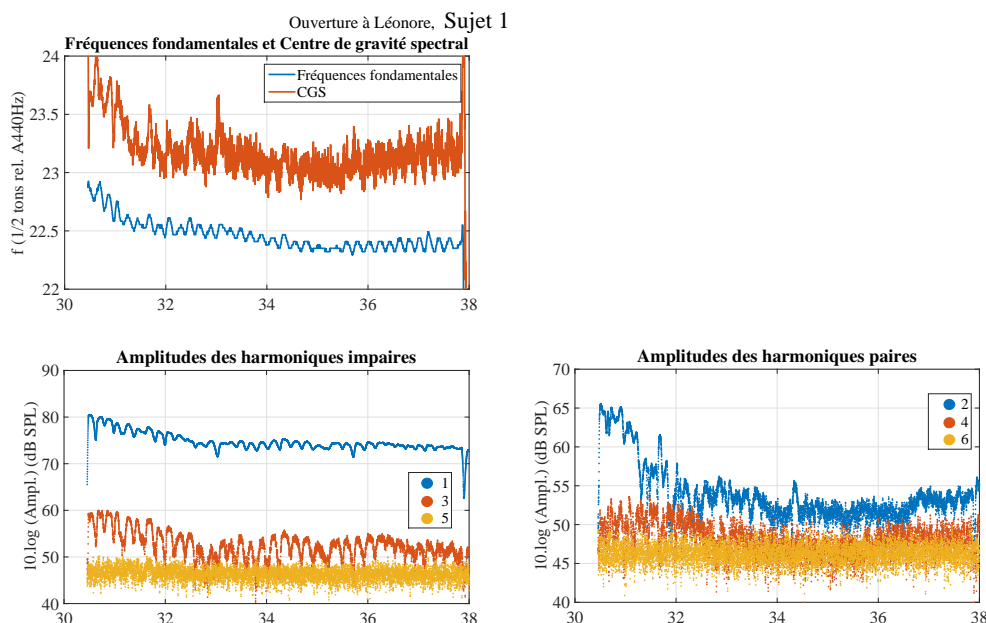 Ouverture à Léonore, Sujet 1
Fréquences fondamentales et Centre de gravité spectral
f (1/2 tons rel. A440Hz)
24
23.5
23
22.5
22
Fréquences fondamentales
CGS
30 32 34 36 38
Amplitudes des harmoniques impaires
10.log (Ampl.) (dB SPL)
90
80
70
60
50
40
1
3
5
30 32 34 36 38
Amplitudes des harmoniques paires
10.log (Ampl.) (dB SPL)
70
65
60
55
50
45
40
2
4
6
30 32 34 36 38